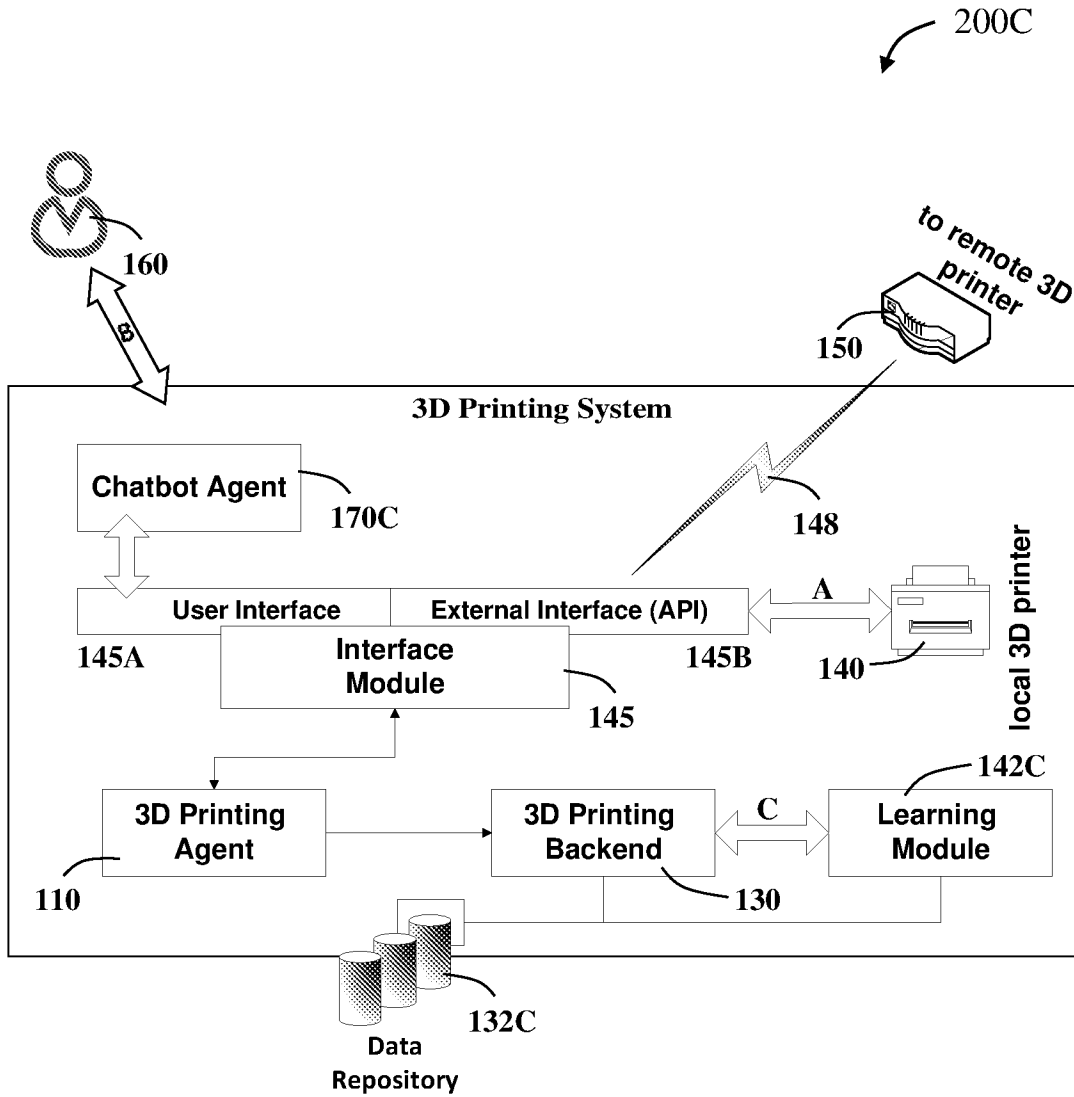 200C
160
B
to remote 3D
printer
150
3D Printing System
Chatbot Agent
170C
148
User Interface
External Interface (API)
A
145A
Interface
Module
145B
145
140
local 3D printer
142C
3D Printing
Agent
3D Printing
Backend
C
Learning
Module
110
130
132C
Data
Repository